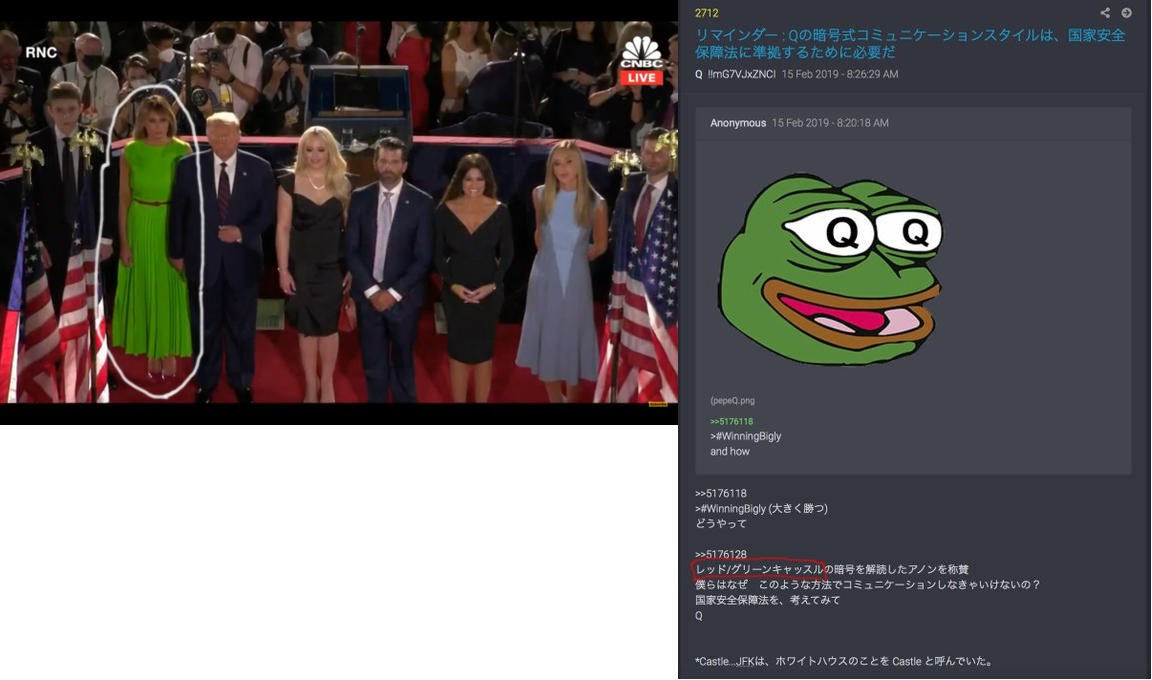 RNC
CNBC
LIVE
2712
リマインダー : Qの暗号式コミュニケーションスタイルは、国家安全
保障法に準拠するために必要だ
Q !!mG7VJxZNCI 15 Feb 2019 - 8:26:29 AM
Anonymous 15 Feb 2019 - 8:20:18 AM
Q Q
(pepeQ.png
>>5176118
>#WinningBigly
and how
>>5176118
>#WinningBigly (大きく勝つ)
どうやって
>>5176128
レッド/グリーンキャッスルの暗号を解読したアノンを称賛
僕らはなぜ このような方法でコミュニケーションしなきゃいけないの？
国家安全保障法を、考えてみて
Q
*Castle...JFKは、ホワイトハウスのことを Castle と呼んでいた。